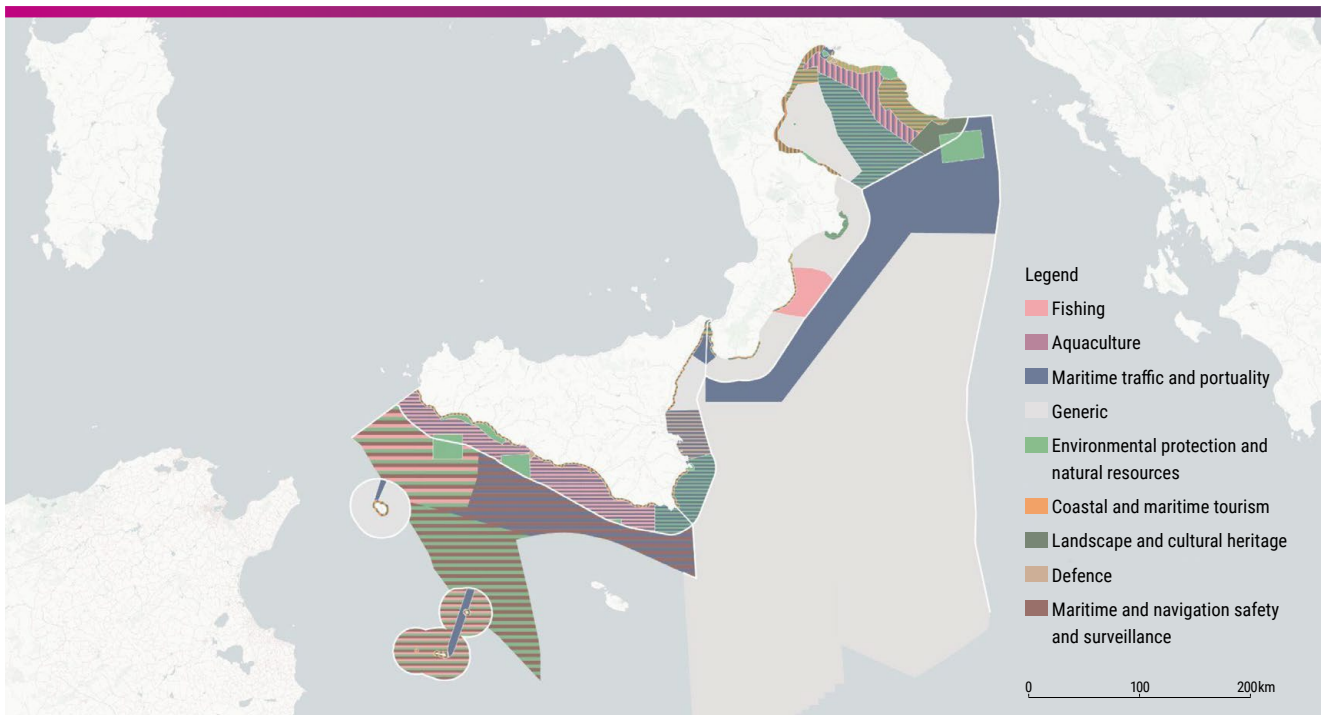 Legend
Fishing
Aquaculture
Maritime traffic and portuality
Generic
Environmental protection and
natural resources
Coastal and maritime tourism
Landscape and cultural heritage
Defence
Maritime and navigation safety
and surveillance
0 100 200km